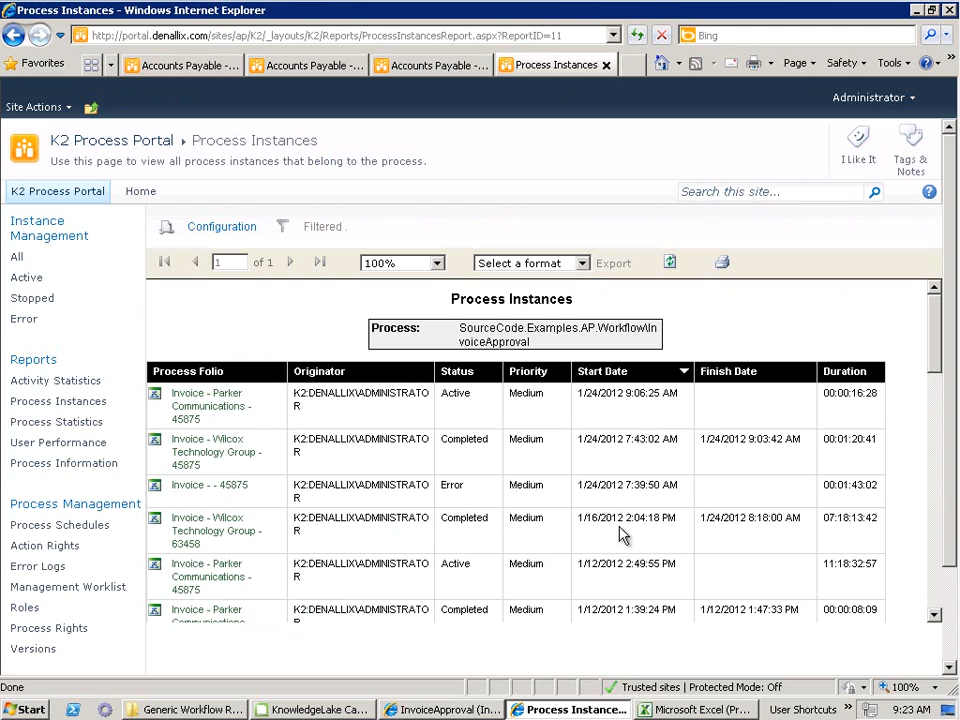 Process Instances - Windows Internet Explorer
http://portal.denallix.com/sites/ap/K2/_layouts/K2/Reports/ProcessInstancesReport.aspx?ReportID=11
Bing
Favorites
Accounts Payable -...
Accounts Payable -...
Accounts Payable -...
Process Instances
Page
Safety
Tools
Site Actions
Administrator
K2 Process Portal
Process Instances
Use this page to view all process instances that belong to the process.
I Like It
Tags & Notes
K2 Process Portal
Home
Search this site...
Instance Management
All
Active
Stopped
Error
Reports
Activity Statistics
Process Instances
Process Statistics
User Performance
Process Information
Process Management
Process Schedules
Action Rights
Error Logs
Management Worklist
Roles
Process Rights
Versions
Configuration
Filtered .
1
of 1
100%
Select a format
Export
Process Instances
Process: SourceCode.Examples.AP.Workflow\In
voiceApproval
Process Folio Originator Status Priority Start Date Finish Date Duration
Invoice - Parker Communications - 45875 K2:DENALLIX\ADMINISTRATOR Active Medium 1/24/2012 9:06:25 AM 00:00:16:28
Invoice - Wilcox Technology Group - 45875 K2:DENALLIX\ADMINISTRATOR Completed Medium 1/24/2012 7:43:02 AM 1/24/2012 9:03:42 AM 00:01:20:41
Invoice - - 45875 K2:DENALLIX\ADMINISTRATOR Error Medium 1/24/2012 7:39:50 AM 00:01:43:02
Invoice - Wilcox Technology Group - 63458 K2:DENALLIX\ADMINISTRATOR Completed Medium 1/16/2012 2:04:18 PM 1/24/2012 8:18:00 AM 07:18:13:42
Invoice - Parker Communications - 45875 K2:DENALLIX\ADMINISTRATOR Active Medium 1/12/2012 2:49:55 PM 11:18:32:57
Invoice - Parker Communications - K2:DENALLIX\ADMINISTRATOR Completed Medium 1/12/2012 1:39:24 PM 1/12/2012 1:47:33 PM 00:00:08:09
Done
Trusted sites | Protected Mode: Off
100%
Start
Generic Workflow R...
KnowledgeLake Ca...
InvoiceApproval (In...
Process Instance...
Microsoft Excel (Pr...
User Shortcuts
9:23 AM